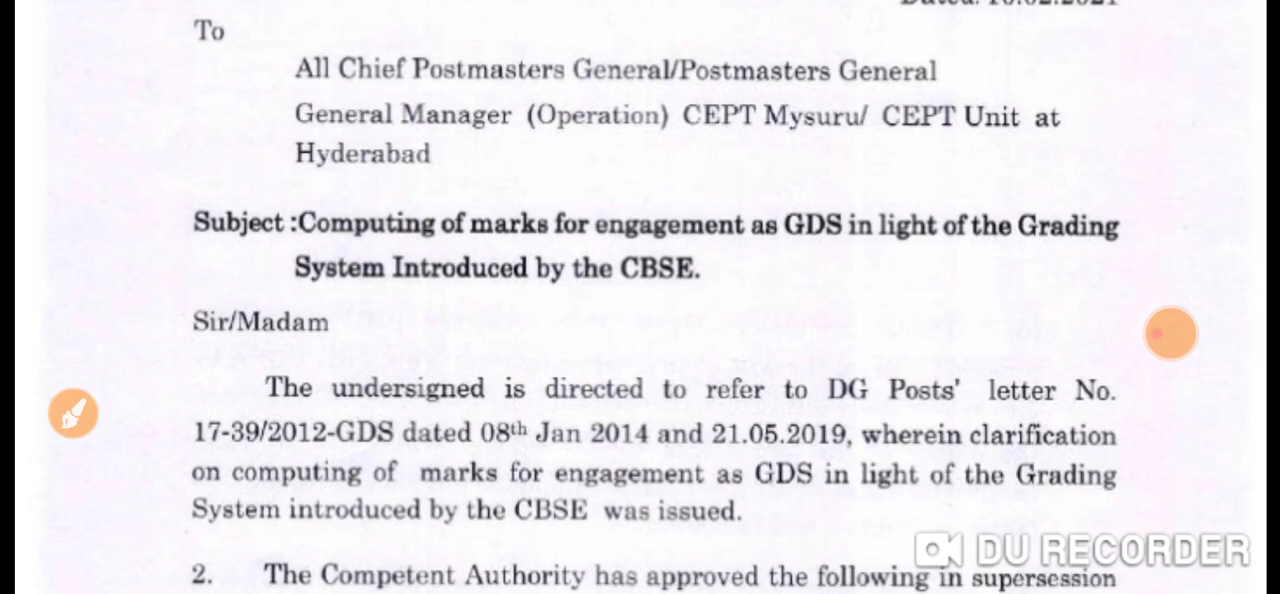 To
All Chief Postmasters General/Postmasters General
General Manager (Operation) CEPT Mysuru/ CEPT Unit at
Hyderabad
Subject :Computing of marks for engagement as GDS in light of the Grading
System Introduced by the CBSE.
Sir/Madam
The undersigned is directed to refer to DG Posts' letter No.
17-39/2012-GDS dated 08th Jan 2014 and 21.05.2019, wherein clarification
on computing of marks for engagement as GDS in light of the Grading
System introduced by the CBSE was issued.
DU RECORDER
2. The Competent Authority has approved the following in supersession